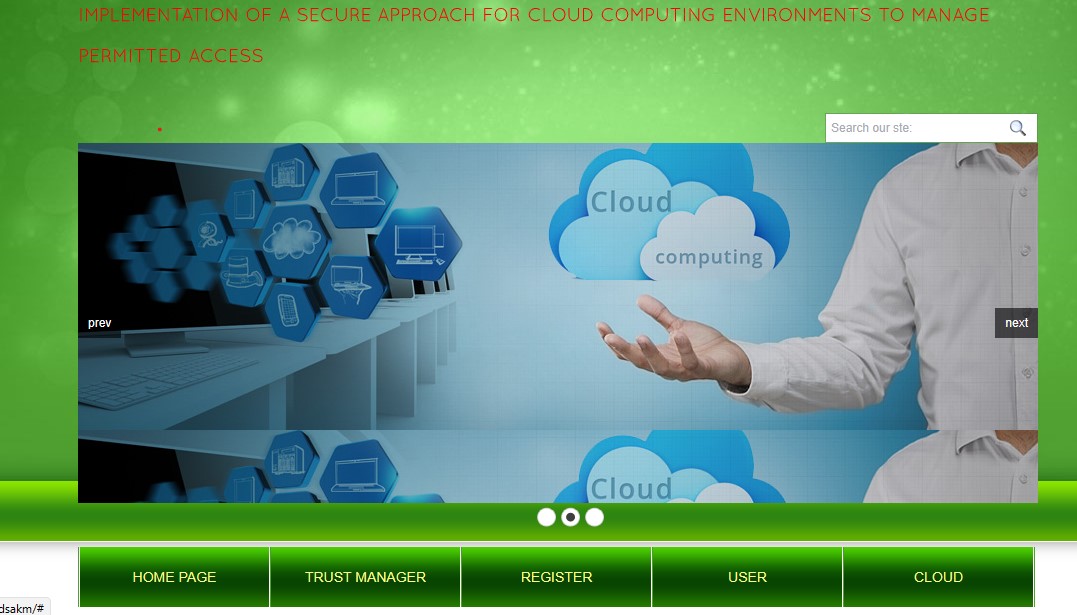 IMPLEMENTATION OF A SECURE APPROACH FOR CLOUD COMPUTING ENVIRONMENTS TO MANAGE
PERMITTED ACCESS
Search our ste:
Cloud
computing
prev
next
Cloud
HOME PAGE
TRUST MANAGER
REGISTER
USER
CLOUD
dsakm/#